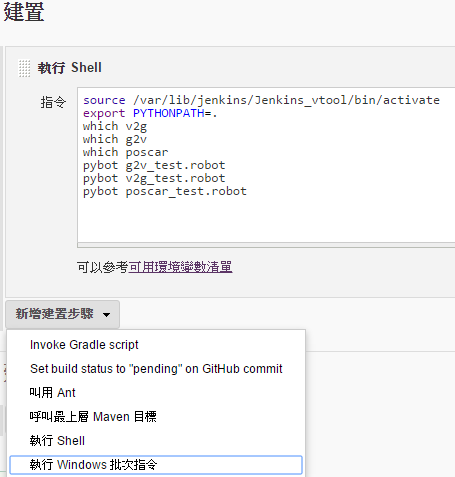 建置
執行 Shell
指令
source /var/lib/jenkins/Jenkins_vtool/bin/activate
export PYTHONPATH=.
which v2g
which g2v
which poscar
pybot g2v_test.robot
pybot v2g_test.robot
pybot poscar_test.robot
可以參考可用環境變數清單
新增建置步驟
Invoke Gradle script
Set build status to "pending" on GitHub commit
叫用 Ant
呼叫最上層 Maven 目標
執行 Shell
執行 Windows 批次指令